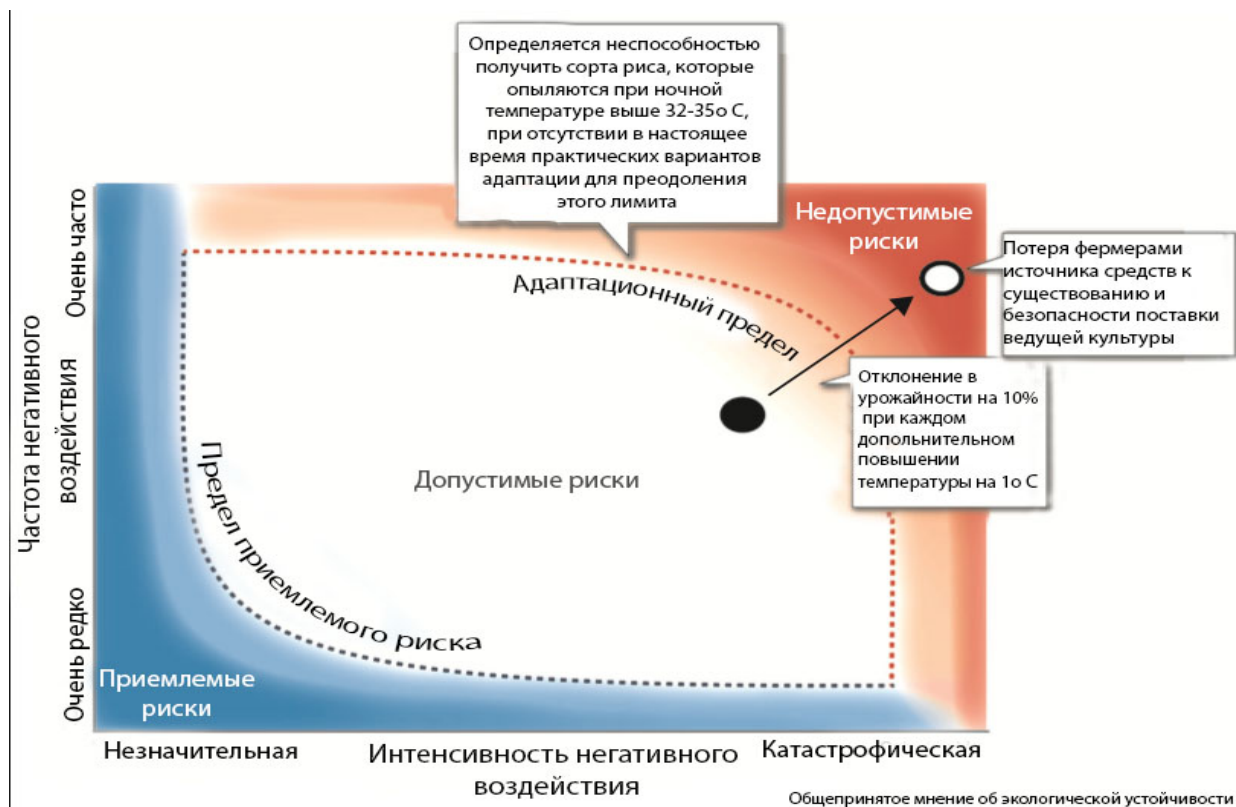 Определяется неспособностью
получить сорта риса, которые
опыляются при ночной
температуре выше 32-35о С,
при отсутствии в настоящее
время практических вариантов
адаптации для преодоления
этого лимита
Недопустимые
риски
Потеря фермерами
источника средств к
существованию и
безопасности поставки
ведущей культуры
Адаптационный предел
Отклонение в
урожайности на 10%
при каждом
допольнительном
повышении
температуры на 1о С
Допустимые риски
Предел приемлемого риска
Приемлемые
риски
Частота негативного
воздействия
Очень часто
Очень редко
Незначительная
Интенсивность негативного
воздействия
Катастрофическая
Общепринятое мнение об экологической устойчивости